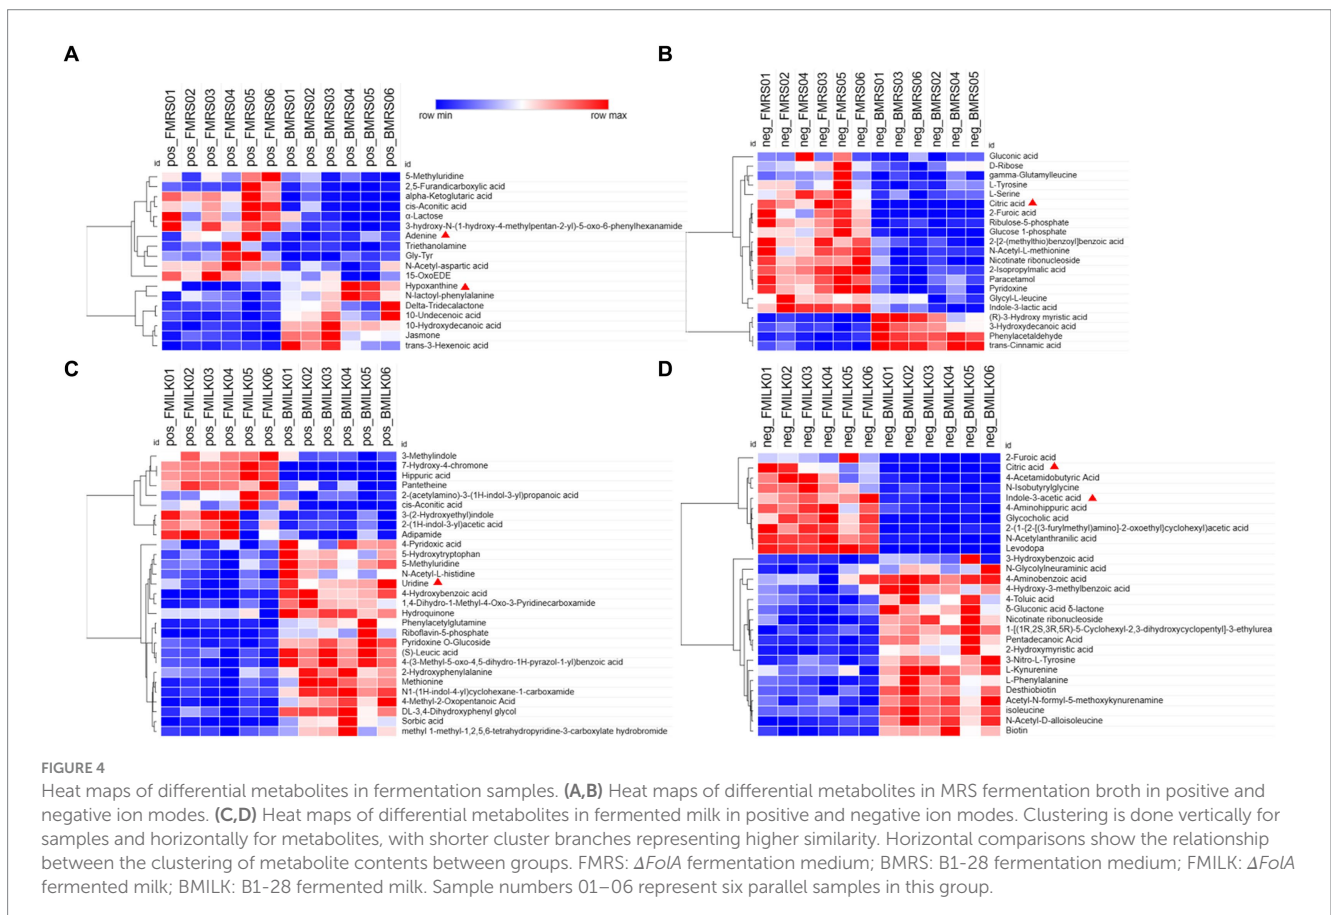 A
pos_FMRS01
pos_FMRS02
pos_FMRS03
pos_FMRS04
pos_FMRS05
pos_FMRS06
pos_BMRS01
pos_BMRS02
pos_BMRS03
pos_BMRS04
pos_BMRS05
pos_BMRS06
row min
row max
id
id
5-Methyluridine
2,5-Furandicarboxylic acid
alpha-Ketoglutaric acid
cis-Aconitic acid
α-Lactose
3-hydroxy-N-(1-hydroxy-4-methylpentan-2-yl)-5-oxo-6-phenylhexanamide
Adenine
Triethanolamine
Gly-Tyr
N-Acetyl-aspartic acid
15-OxoEDE
Hypoxanthine
N-lactoyl-phenylalanine
Delta-Tridecalactone
10-Undecenoic acid
10-Hydroxydecanoic acid
Jasmone
trans-3-Hexenoic acid
B
neg_FMRS01
neg_FMRS02
neg_FMRS04
neg_FMRS03
neg_FMRS05
neg_FMRS06
neg_BMRS01
neg_BMRS03
neg_BMRS06
neg_BMRS02
neg_BMRS04
neg_BMRS05
id
id
Gluconic acid
D-Ribose
gamma-Glutamylleucine
L-Tyrosine
L-Serine
Citric acid
2-Furoic acid
Ribulose-5-phosphate
Glucose 1-phosphate
2-[2-(methylthio)benzoyl]benzoic acid
N-Acetyl-L-methionine
Nicotinate ribonucleoside
2-Isopropylmalic acid
Paracetamol
Pyridoxine
Glycyl-L-leucine
Indole-3-lactic acid
(R)-3-Hydroxy myristic acid
3-Hydroxydecanoic acid
Phenylacetaldehyde
trans-Cinnamic acid
C
pos_FMILK01
pos_FMILK02
pos_FMILK03
pos_FMILK04
pos_FMILK05
pos_FMILK06
pos_BMILK01
pos_BMILK02
pos_BMILK03
pos_BMILK04
pos_BMILK05
pos_BMILK06
id
id
3-Methylindole
7-Hydroxy-4-chromone
Hippuric acid
Pantetheine
2-(acetylamino)-3-(1H-indol-3-yl)propanoic acid
cis-Aconitic acid
3-(2-Hydroxyethyl)indole
2-(1H-indol-3-yl)acetic acid
Adipamide
4-Pyridoxic acid
5-Hydroxytryptophan
5-Methyluridine
N-Acetyl-L-histidine
Uridine
4-Hydroxybenzoic acid
1,4-Dihydro-1-Methyl-4-Oxo-3-Pyridinecarboxamide
Hydroquinone
Phenylacetylglutamine
Riboflavin-5-phosphate
Pyridoxine O-Glucoside
(S)-Leucic acid
4-(3-Methyl-5-oxo-4,5-dihydro-1H-pyrazol-1-yl)benzoic acid
2-Hydroxyphenylalanine
Methionine
N1-(1H-indol-4-yl)cyclohexane-1-carboxamide
4-Methyl-2-Oxopentanoic Acid
DL-3,4-Dihydroxyphenyl glycol
Sorbic acid
methyl 1-methyl-1,2,5,6-tetrahydropyridine-3-carboxylate hydrobromide
D
neg_FMILK01
neg_FMILK02
neg_FMILK03
neg_FMILK04
neg_FMILK05
neg_FMILK06
neg_BMILK01
neg_BMILK02
neg_BMILK03
neg_BMILK04
neg_BMILK05
neg_BMILK06
id
id
2-Furoic acid
Citric acid
4-Acetamidobutyric Acid
N-Isobutyrylglycine
Indole-3-acetic acid
4-Aminohippuric acid
Glycocholic acid
2-(1-{2-[(3-furylmethyl)amino]-2-oxoethyl}cyclohexyl)acetic acid
N-Acetylanthranilic acid
Levodopa
3-Hydroxybenzoic acid
N-Glycolylneuraminic acid
4-Aminobenzoic acid
4-Hydroxy-3-methylbenzoic acid
4-Toluic acid
δ-Gluconic acid δ-lactone
Nicotinate ribonucleoside
1-[(1R,2S,3R,5R)-5-Cyclohexyl-2,3-dihydroxycyclopentyl]-3-ethylurea
Pentadecanoic Acid
2-Hydroxymyristic acid
3-Nitro-L-Tyrosine
L-Kynurenine
L-Phenylalanine
Desthiobiotin
Acetyl-N-formyl-5-methoxykynurenamine
isoleucine
N-Acetyl-D-alloisoleucine
Biotin
FIGURE 4
Heat maps of differential metabolites in fermentation samples. (A,B) Heat maps of differential metabolites in MRS fermentation broth in positive and
negative ion modes. (C,D) Heat maps of differential metabolites in fermented milk in positive and negative ion modes. Clustering is done vertically for
samples and horizontally for metabolites, with shorter cluster branches representing higher similarity. Horizontal comparisons show the relationship
between the clustering of metabolite contents between groups. FMRS: ΔFolA fermentation medium; BMRS: B1-28 fermentation medium; FMILK: ΔFolA
fermented milk; BMILK: B1-28 fermented milk. Sample numbers 01–06 represent six parallel samples in this group.